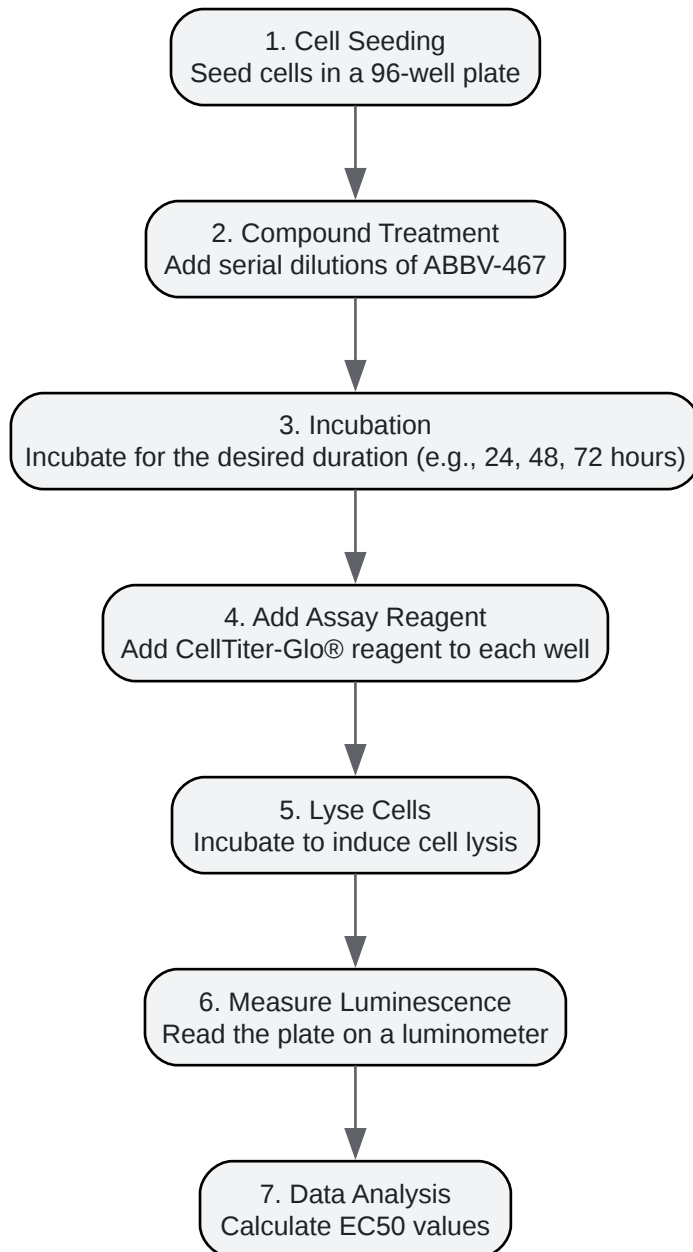 1. Cell Seeding
Seed cells in a 96-well plate
2. Compound Treatment
Add serial dilutions of ABBV-467
3. Incubation
Incubate for the desired duration (e.g., 24, 48, 72 hours)
4. Add Assay Reagent
Add CellTiter-Glo® reagent to each well
5. Lyse Cells
Incubate to induce cell lysis
6. Measure Luminescence
Read the plate on a luminometer
7. Data Analysis
Calculate EC50 values